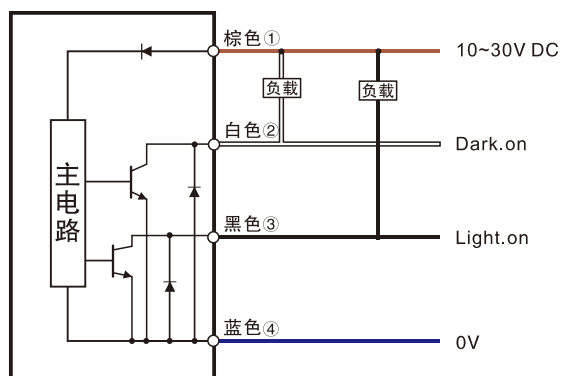 棕色①
10~30V DC
负载
负载
白色②
Dark.on
主电路
黑色③
Light.on
蓝色④
0V